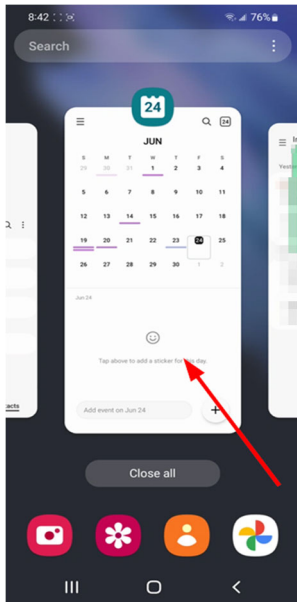 8:42
76%
Search
24
24
JUN
S M T W T F S
29 30 31 1 2 3 4
5 6 7 8 9 10 11
12 13 14 15 16 17 18
19 20 21 22 23 24 25
26 27 28 29 30 1 2
Jun 24
Tap above to add a sticker for this day.
Add event on Jun 24
acts
Close all